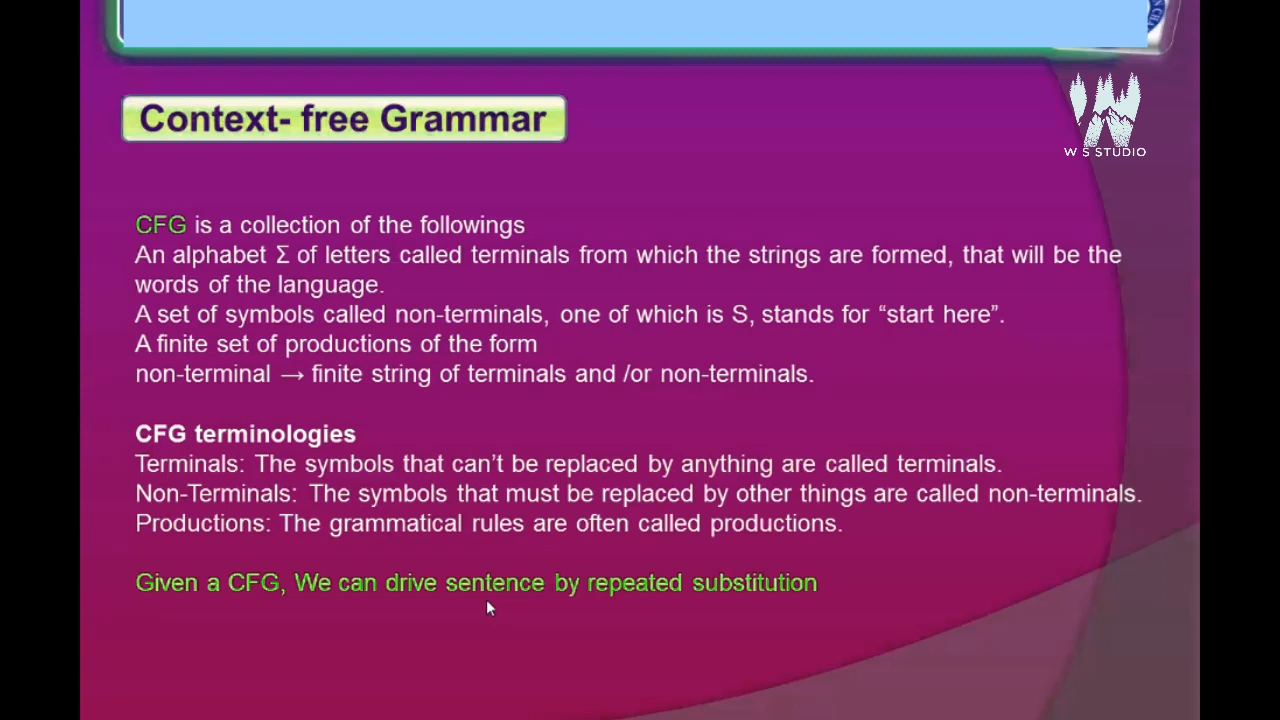 Context- free Grammar
W S STUDIO
CFG is a collection of the followings
An alphabet Σ of letters called terminals from which the strings are formed, that will be the
words of the language.
A set of symbols called non-terminals, one of which is S, stands for “start here”.
A finite set of productions of the form
non-terminal → finite string of terminals and /or non-terminals.
CFG terminologies
Terminals: The symbols that can’t be replaced by anything are called terminals.
Non-Terminals: The symbols that must be replaced by other things are called non-terminals.
Productions: The grammatical rules are often called productions.
Given a CFG, We can drive sentence by repeated substitution